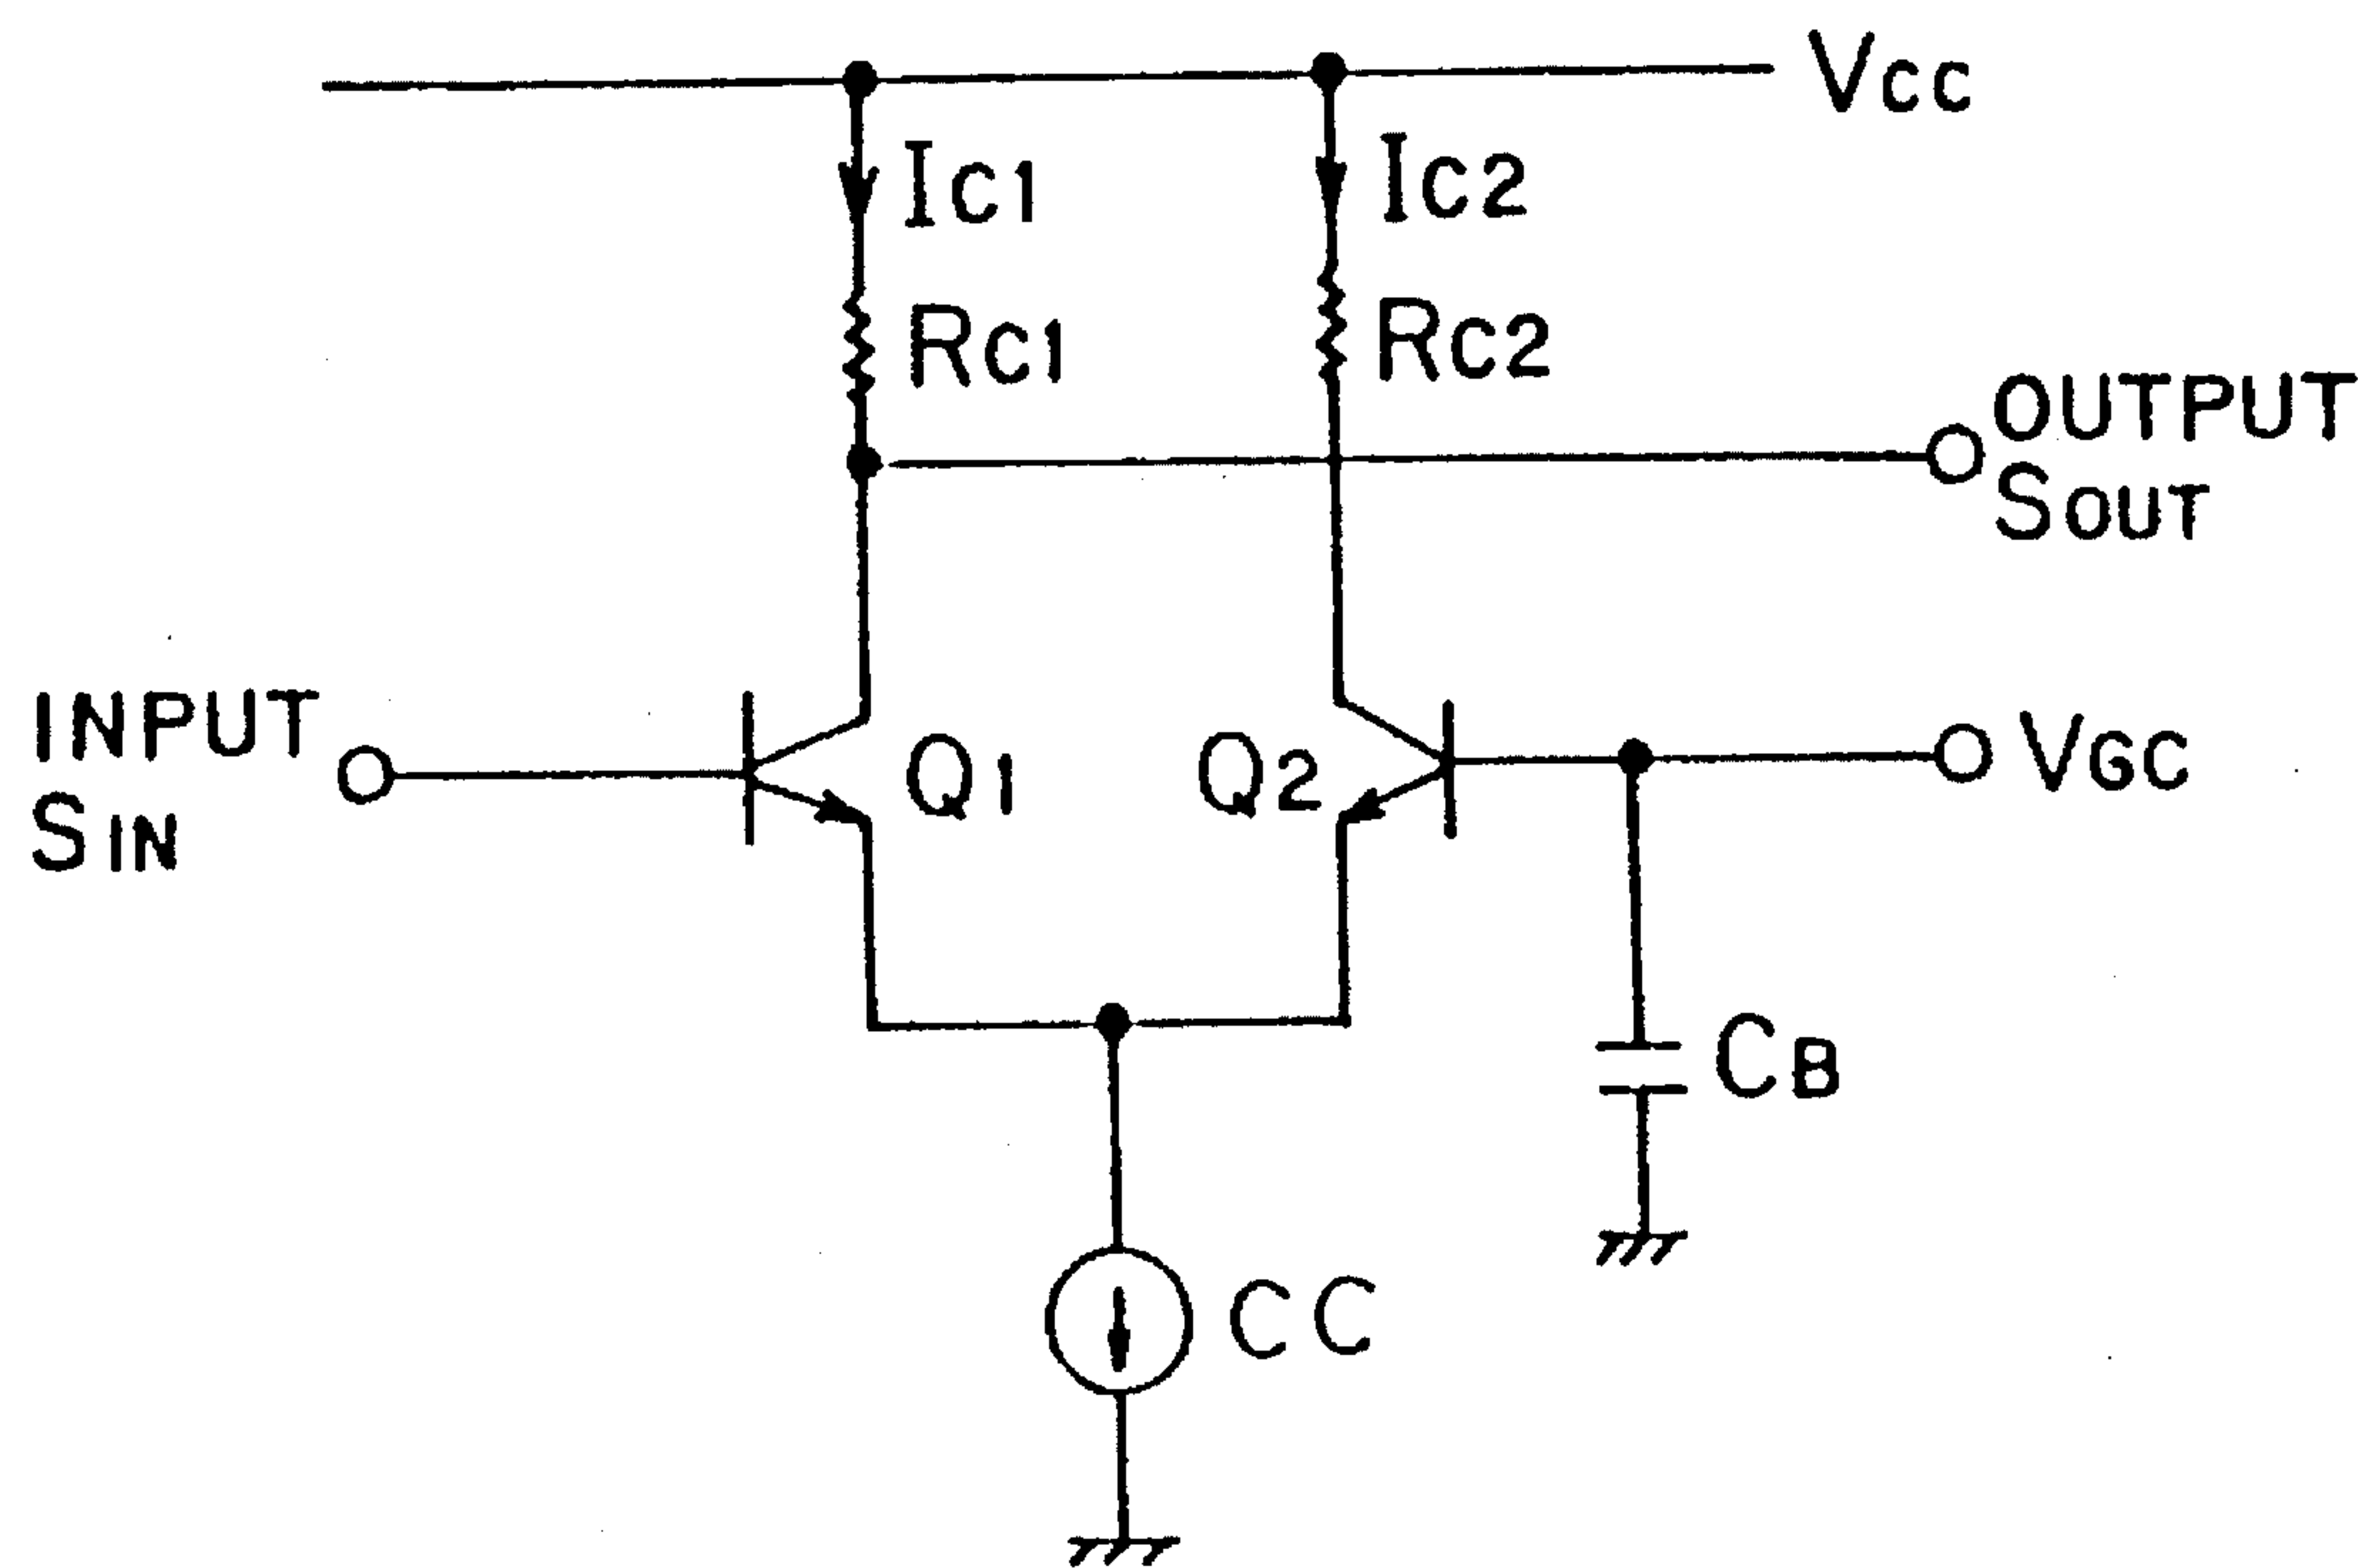 VCC
IC1
IC2
RC1
RC2
OUTPUT
SOUT
INPUT
SIN
Q1
Q2
VGC
CB
CC